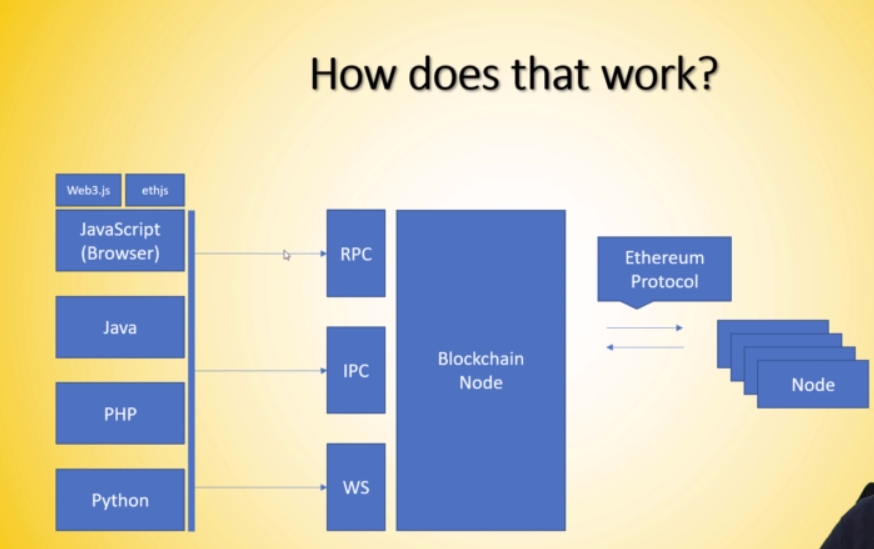 How does that work?
Web3.js
ethjs
JavaScript
(Browser)
Java
PHP
Python
RPC
IPC
WS
Blockchain
Node
Ethereum
Protocol
Node